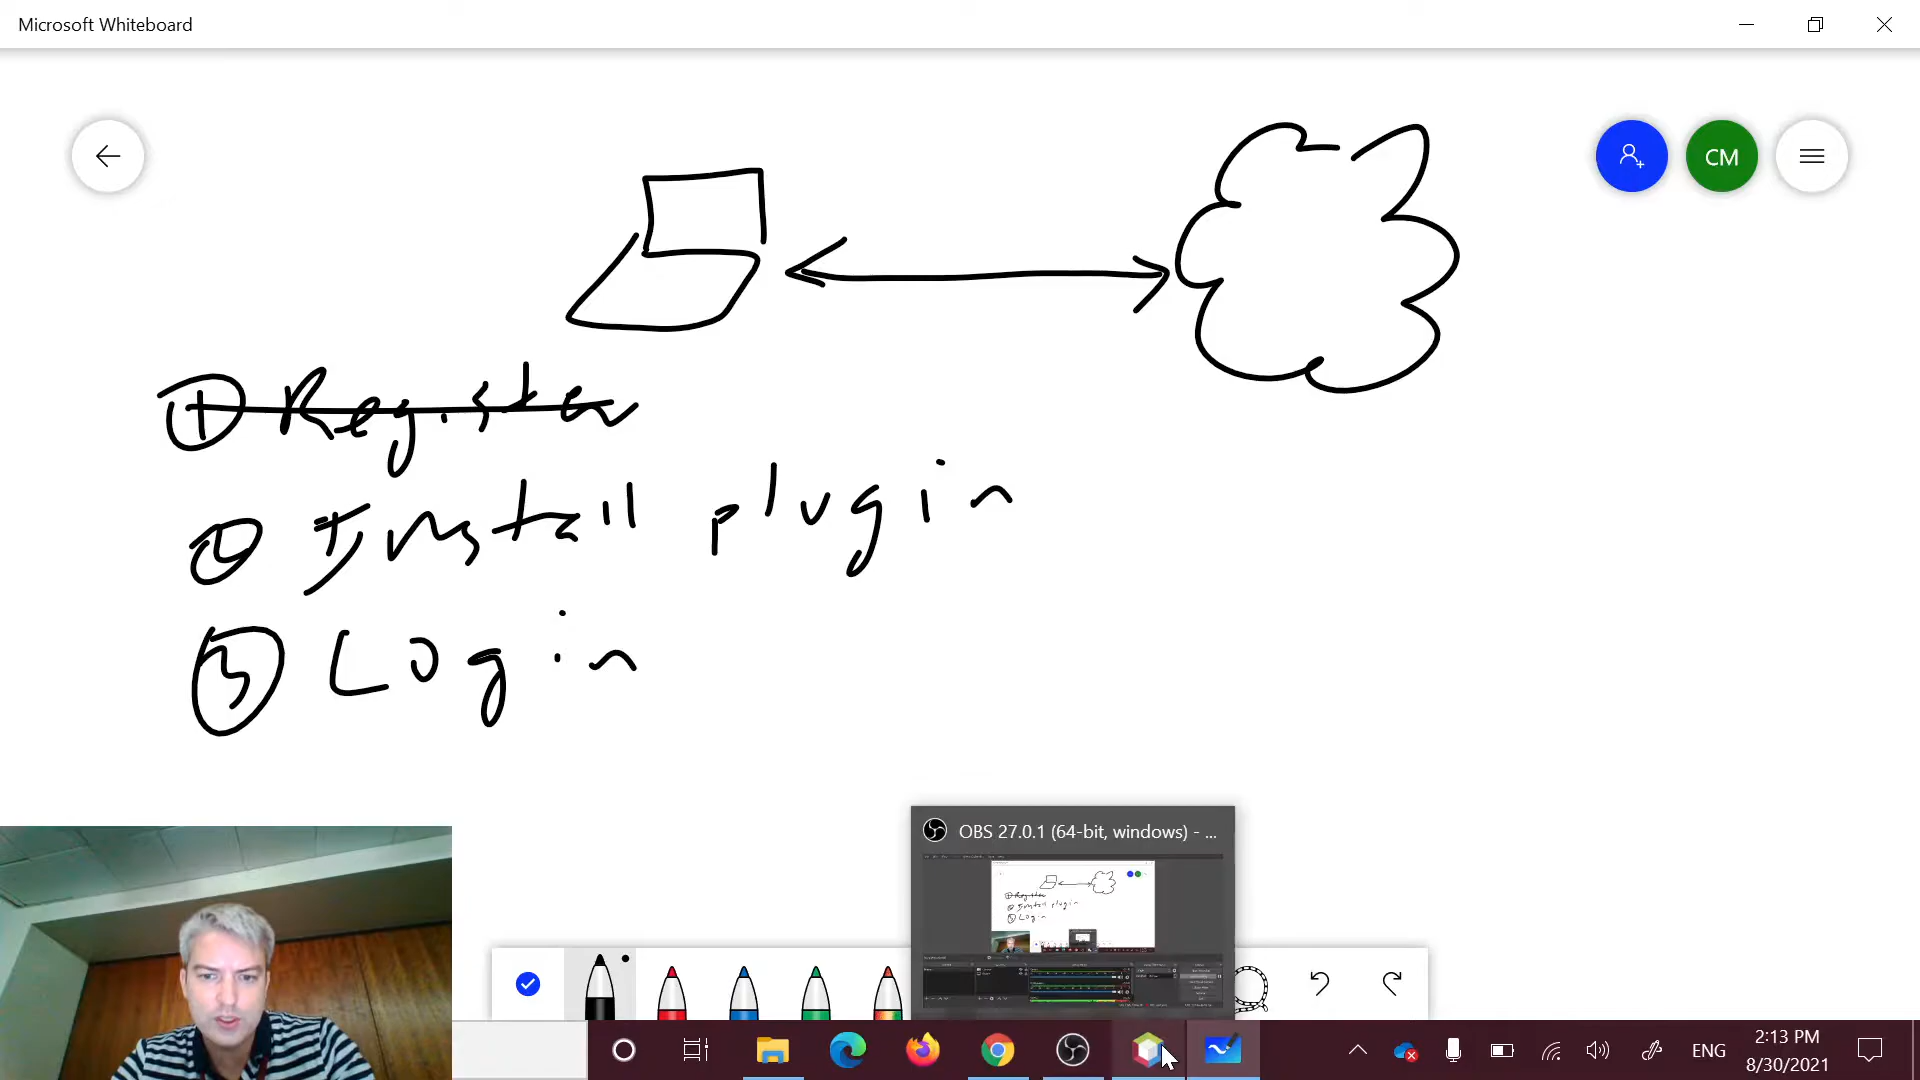 Microsoft Whiteboard
CM
① Register
② Install plugin
③ Login
OBS 27.0.1 (64-bit, windows) - ...
ENG
2:13 PM
8/30/2021